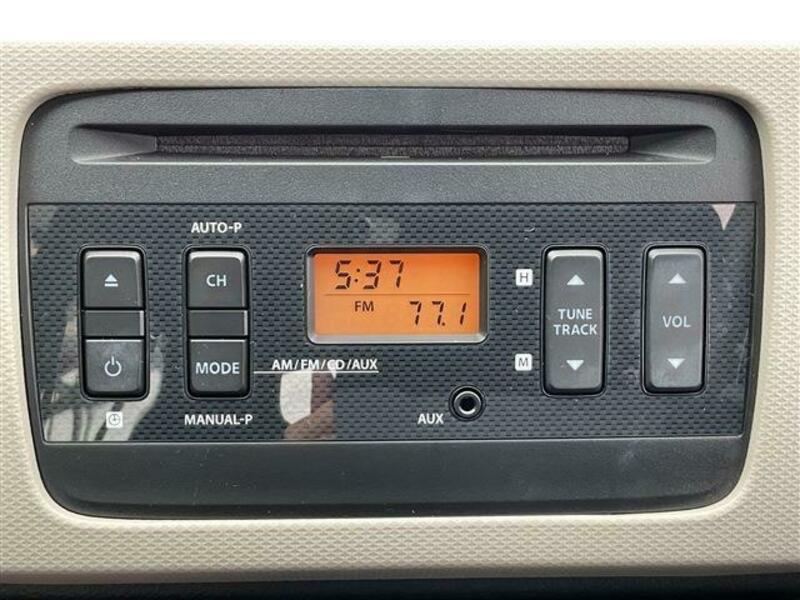 AUTO-P
CH
5:37
FM
77.1
H
TUNE
TRACK
VOL
MODE
AM/FM/CD/AUX
M
MANUAL-P
AUX